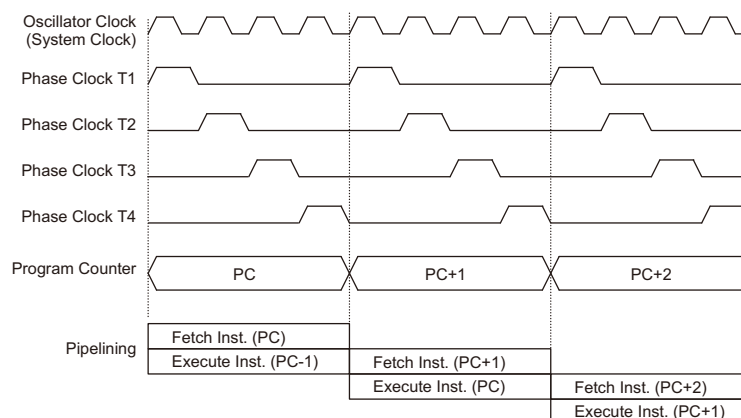 Oscillator Clock
(System Clock)
Phase Clock T1
Phase Clock T2
Phase Clock T3
Phase Clock T4
Program Counter
PC
PC+1
PC+2
Pipelining
Fetch Inst. (PC)
Execute Inst. (PC-1)
Fetch Inst. (PC+1)
Execute Inst. (PC)
Fetch Inst. (PC+2)
Execute Inst. (PC+1)